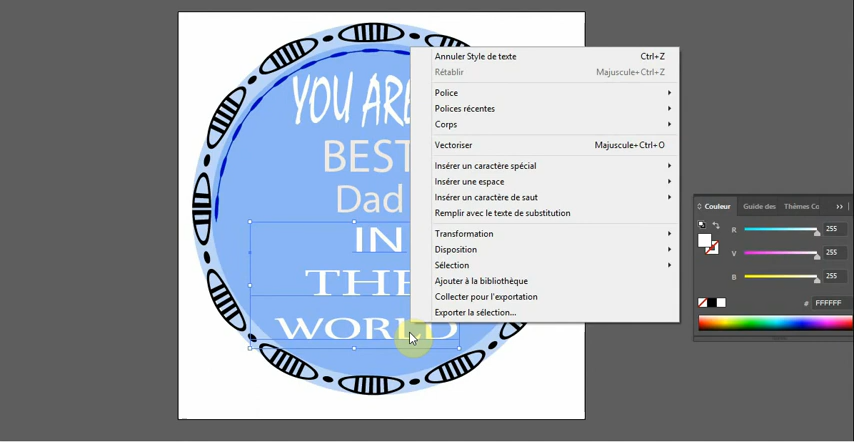 YOU ARE
BEST
Dad
IN
THE
WORLD
Annuler Style de texte Ctrl+Z
Rétablir Majuscule+Ctrl+Z
Police
Polices récentes
Corps
Vectoriser Majuscule+Ctrl+O
Insérer un caractère spécial
Insérer une espace
Insérer un caractère de saut
Remplir avec le texte de substitution
Transformation
Disposition
Sélection
Ajouter à la bibliothèque
Collecter pour l'exportation
Exporter la sélection...
Couleur Guide des Thèmes Co
R 255
V 255
B 255
# FFFFFF